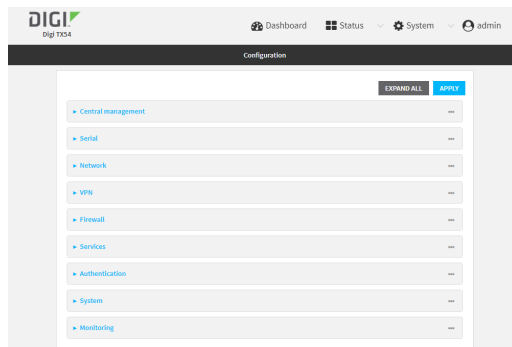 DIGI
Digi TX54
Dashboard Status System admin
Configuration
EXPAND ALL APPLY
► Central management ...
► Serial ...
► Network ...
► VPN ...
► Firewall ...
► Services ...
► Authentication ...
► System ...
► Monitoring ...